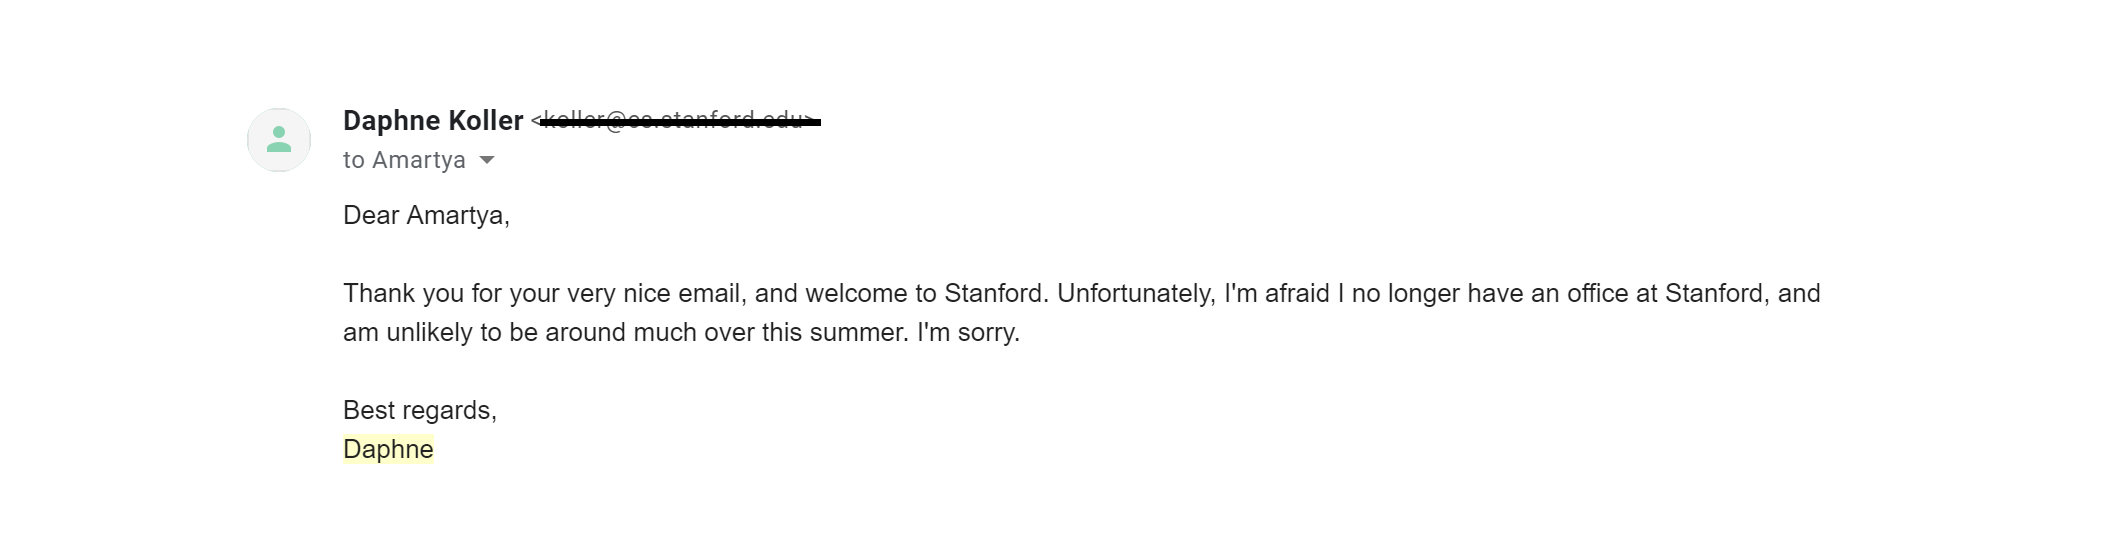 Daphne Koller
to Amartya
Dear Amartya,
Thank you for your very nice email, and welcome to Stanford. Unfortunately, I'm afraid I no longer have an office at Stanford, and
am unlikely to be around much over this summer. I'm sorry.
Best regards,
Daphne